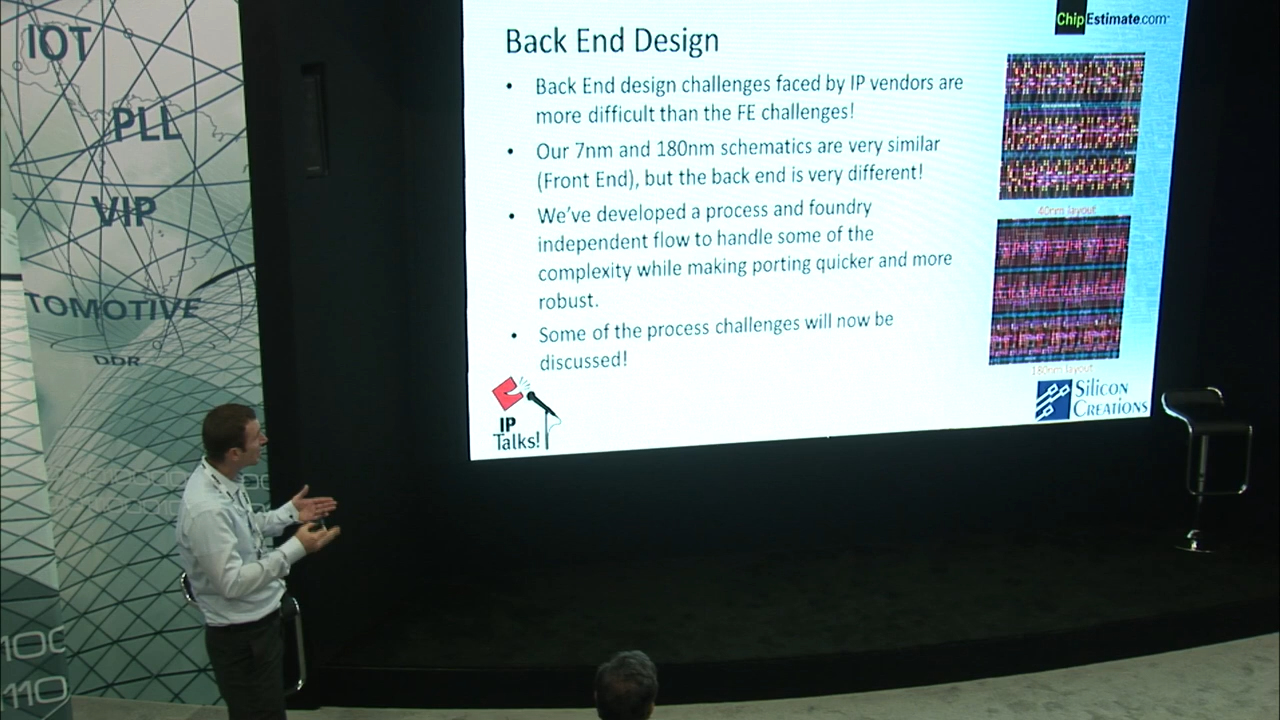 IOT
PLL
VIP
TOMOTIVE
DDR
100
110
Back End Design
ChipEstimate.com
• Back End design challenges faced by IP vendors are
more difficult than the FE challenges!
• Our 7nm and 180nm schematics are very similar
(Front End), but the back end is very different!
• We've developed a process and foundry
independent flow to handle some of the
complexity while making porting quicker and more
robust.
• Some of the process challenges will now be
discussed!
40nm layout
180nm layout
IP
Talks!
Silicon
Creations